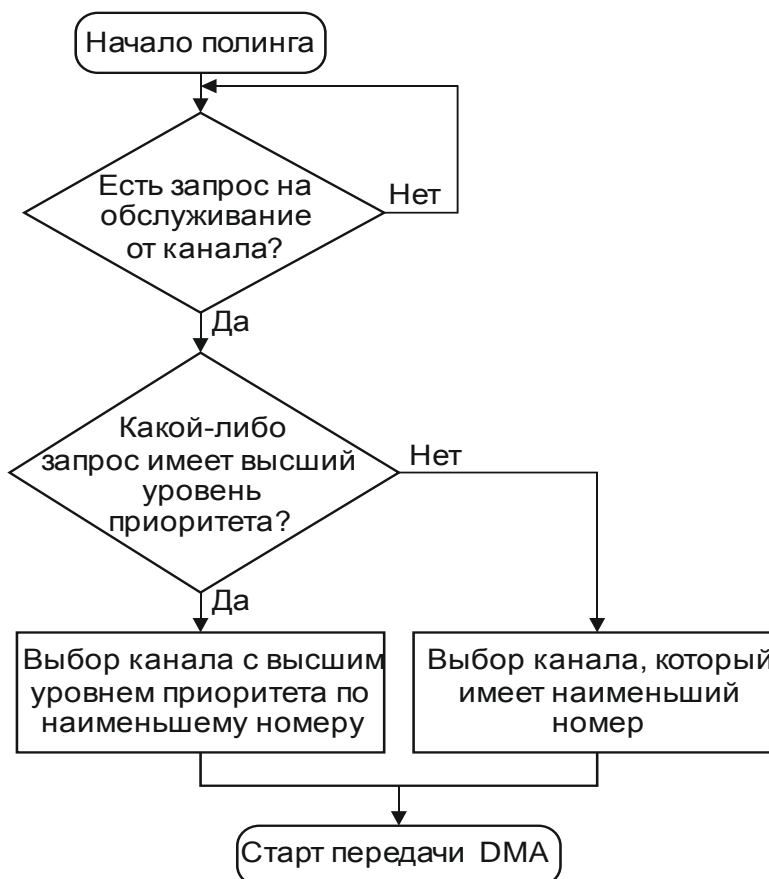 Начало полинга
Есть запрос на
обслуживание
от канала?
Нет
Да
Какой-либо
запрос имеет высший
уровень
приоритета?
Нет
Да
Выбор канала с высшим
уровнем приоритета по
наименьшему номеру
Выбор канала, который
имеет наименьший
номер
Старт передачи DMA